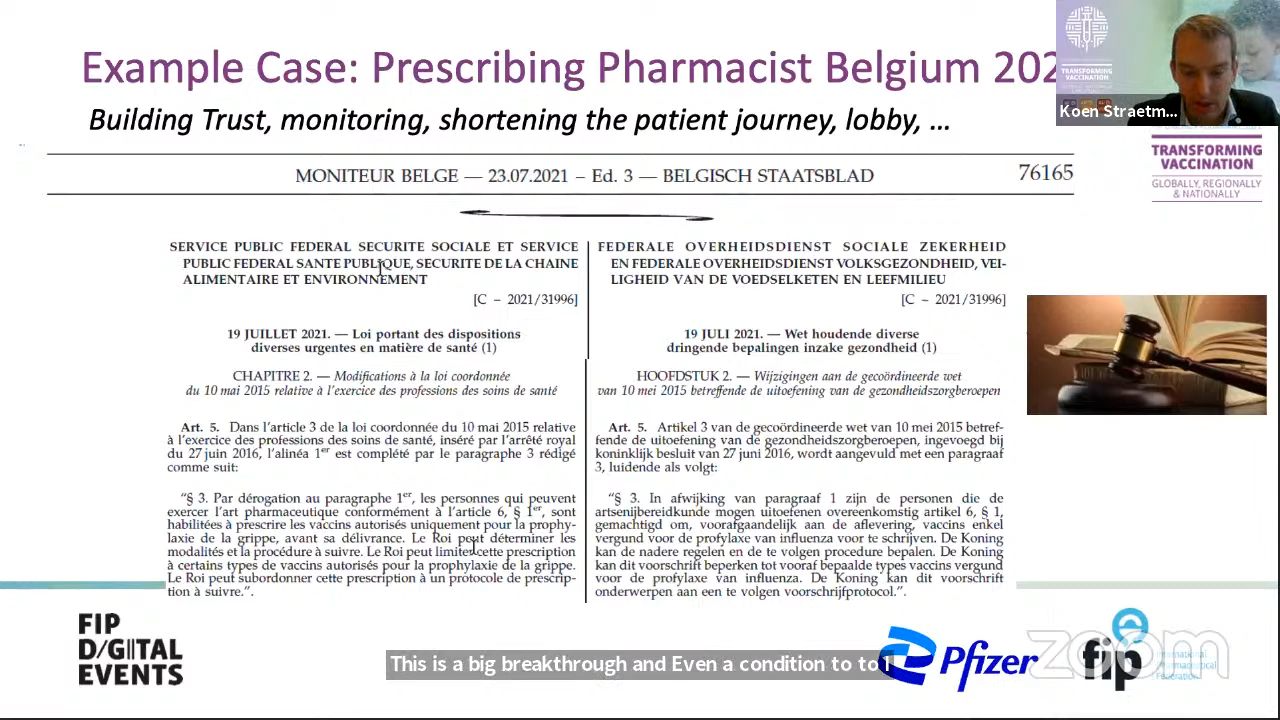 Example Case: Prescribing Pharmacist Belgium 202
Building Trust, monitoring, shortening the patient journey, lobby, ...
TRANSFORMING
VACCINATION
Koen Straetm...
TRANSFORMING
VACCINATION
GLOBALLY, REGIONALLY
& NATIONALLY
MONITEUR BELGE — 23.07.2021 – Ed. 3 — BELGISCH STAATSBLAD
76165
SERVICE PUBLIC FEDERAL SECURITE SOCIALE ET SERVICE
PUBLIC FEDERAL SANTE PUBLIQUE, SECURITE DE LA CHAINE
ALIMENTAIRE ET ENVIRONNEMENT
[C – 2021/31996]
19 JUILLET 2021. — Loi portant des dispositions
diverses urgentes en matière de santé (1)
CHAPITRE 2. — Modifications à la loi coordonnée
du 10 mai 2015 relative à l'exercice des professions des soins de santé
Art. 5. Dans l'article 3 de la loi coordonnée du 10 mai 2015 relative
à l'exercice des professions des soins de santé, inséré par l'arrêté royal
du 27 juin 2016, l'alinéa 1er est complété par le paragraphe 3 rédigé
comme suit:
"§ 3. Par dérogation au paragraphe 1er, les personnes qui peuvent
exercer l'art pharmaceutique conformément à l'article 6, § 1er, sont
habilitées à prescrire les vaccins autorisés uniquement pour la prophy-
laxie de la grippe, avant sa délivrance. Le Roi peut déterminer les
modalités et la procédure à suivre. Le Roi peut limiter cette prescription
à certains types de vaccins autorisés pour la prophylaxie de la grippe.
Le Roi peut subordonner cette prescription à un protocole de prescrip-
tion à suivre.".
FEDERALE OVERHEIDSDIENST SOCIALE ZEKERHEID
EN FEDERALE OVERHEIDSDIENST VOLKSGEZONDHEID, VEI-
LIGHEID VAN DE VOEDSELKETEN EN LEEFMILIEU
[C – 2021/31996]
19 JULI 2021. — Wet houdende diverse
dringende bepalingen inzake gezondheid (1)
HOOFDSTUK 2. — Wijzigingen aan de gecoördineerde wet
van 10 mei 2015 betreffende de uitoefening van de gezondheidszorgberoepen
Art. 5. Artikel 3 van de gecoördineerde wet van 10 mei 2015 betref-
fende de uitoefening van de gezondheidszorgberoepen, ingevoegd bij
koninklijk besluit van 27 juni 2016, wordt aangevuld met een paragraaf
3, luidende als volgt:
"§ 3. In afwijking van paragraaf 1 zijn de personen die de
artsenijbereidkunde mogen uitoefenen overeenkomstig artikel 6, § 1,
gemachtigd om, voorafgaandelijk aan de aflevering, vaccins enkel
vergund voor de profylaxe van influenza voor te schrijven. De Koning
kan de nadere regelen en de te volgen procedure bepalen. De Koning
kan dit voorschrift beperken tot vooraf bepaalde types vaccins vergund
voor de profylaxe van influenza. De Koning kan dit voorschrift
onderwerpen aan een te volgen voorschrijfprotocol.".
FIP
D/GITAL
EVENTS
This is a big breakthrough and Even a condition to to I
Pfizer
fip
International
Pharmaceutical
Federation
zoom